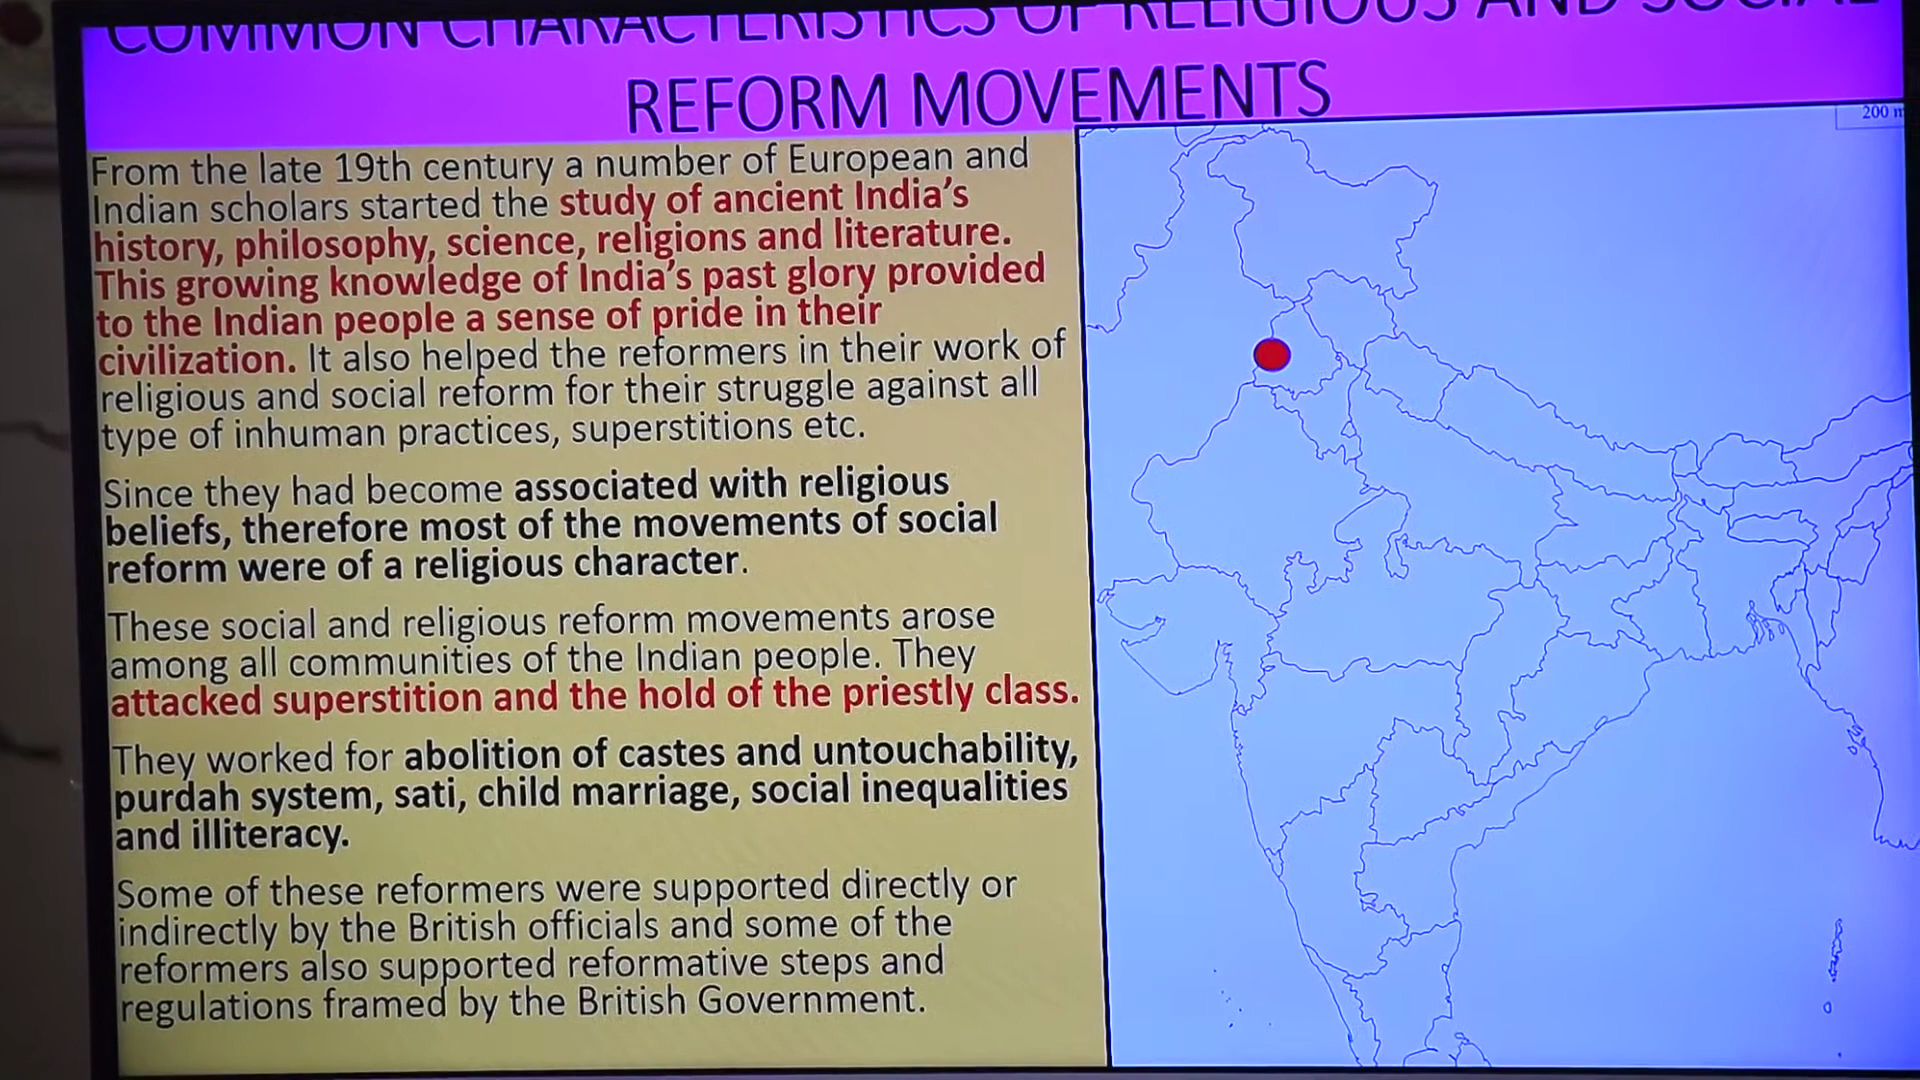 COMMON CHARACTERISTICS OF RELIGIOUS AND SOCIAL
REFORM MOVEMENTS
200 m
From the late 19th century a number of European and
Indian scholars started the study of ancient India's
history, philosophy, science, religions and literature.
This growing knowledge of India's past glory provided
to the Indian people a sense of pride in their
civilization. It also helped the reformers in their work of
religious and social reform for their struggle against all
type of inhuman practices, superstitions etc.
Since they had become associated with religious
beliefs, therefore most of the movements of social
reform were of a religious character.
These social and religious reform movements arose
among all communities of the Indian people. They
attacked superstition and the hold of the priestly class.
They worked for abolition of castes and untouchability,
purdah system, sati, child marriage, social inequalities
and illiteracy.
Some of these reformers were supported directly or
indirectly by the British officials and some of the
reformers also supported reformative steps and
regulations framed by the British Government.